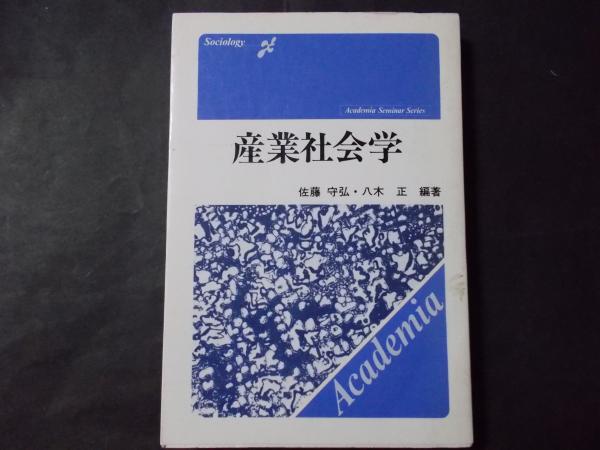 Sociology
Academia Seminar Series
産業社会学
佐藤 守弘・八木 正 編著
Academia